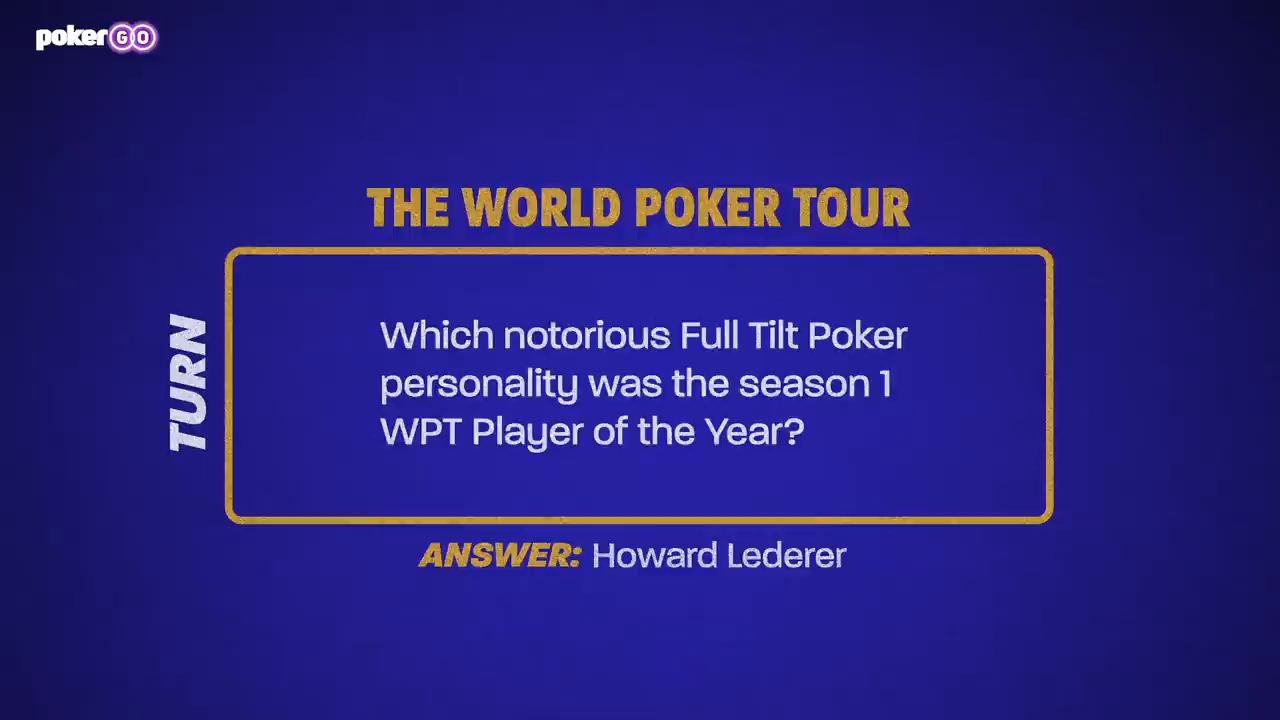 pokerGO
THE WORLD POKER TOUR
TURN
Which notorious Full Tilt Poker
personality was the season 1
WPT Player of the Year?
ANSWER: Howard Lederer